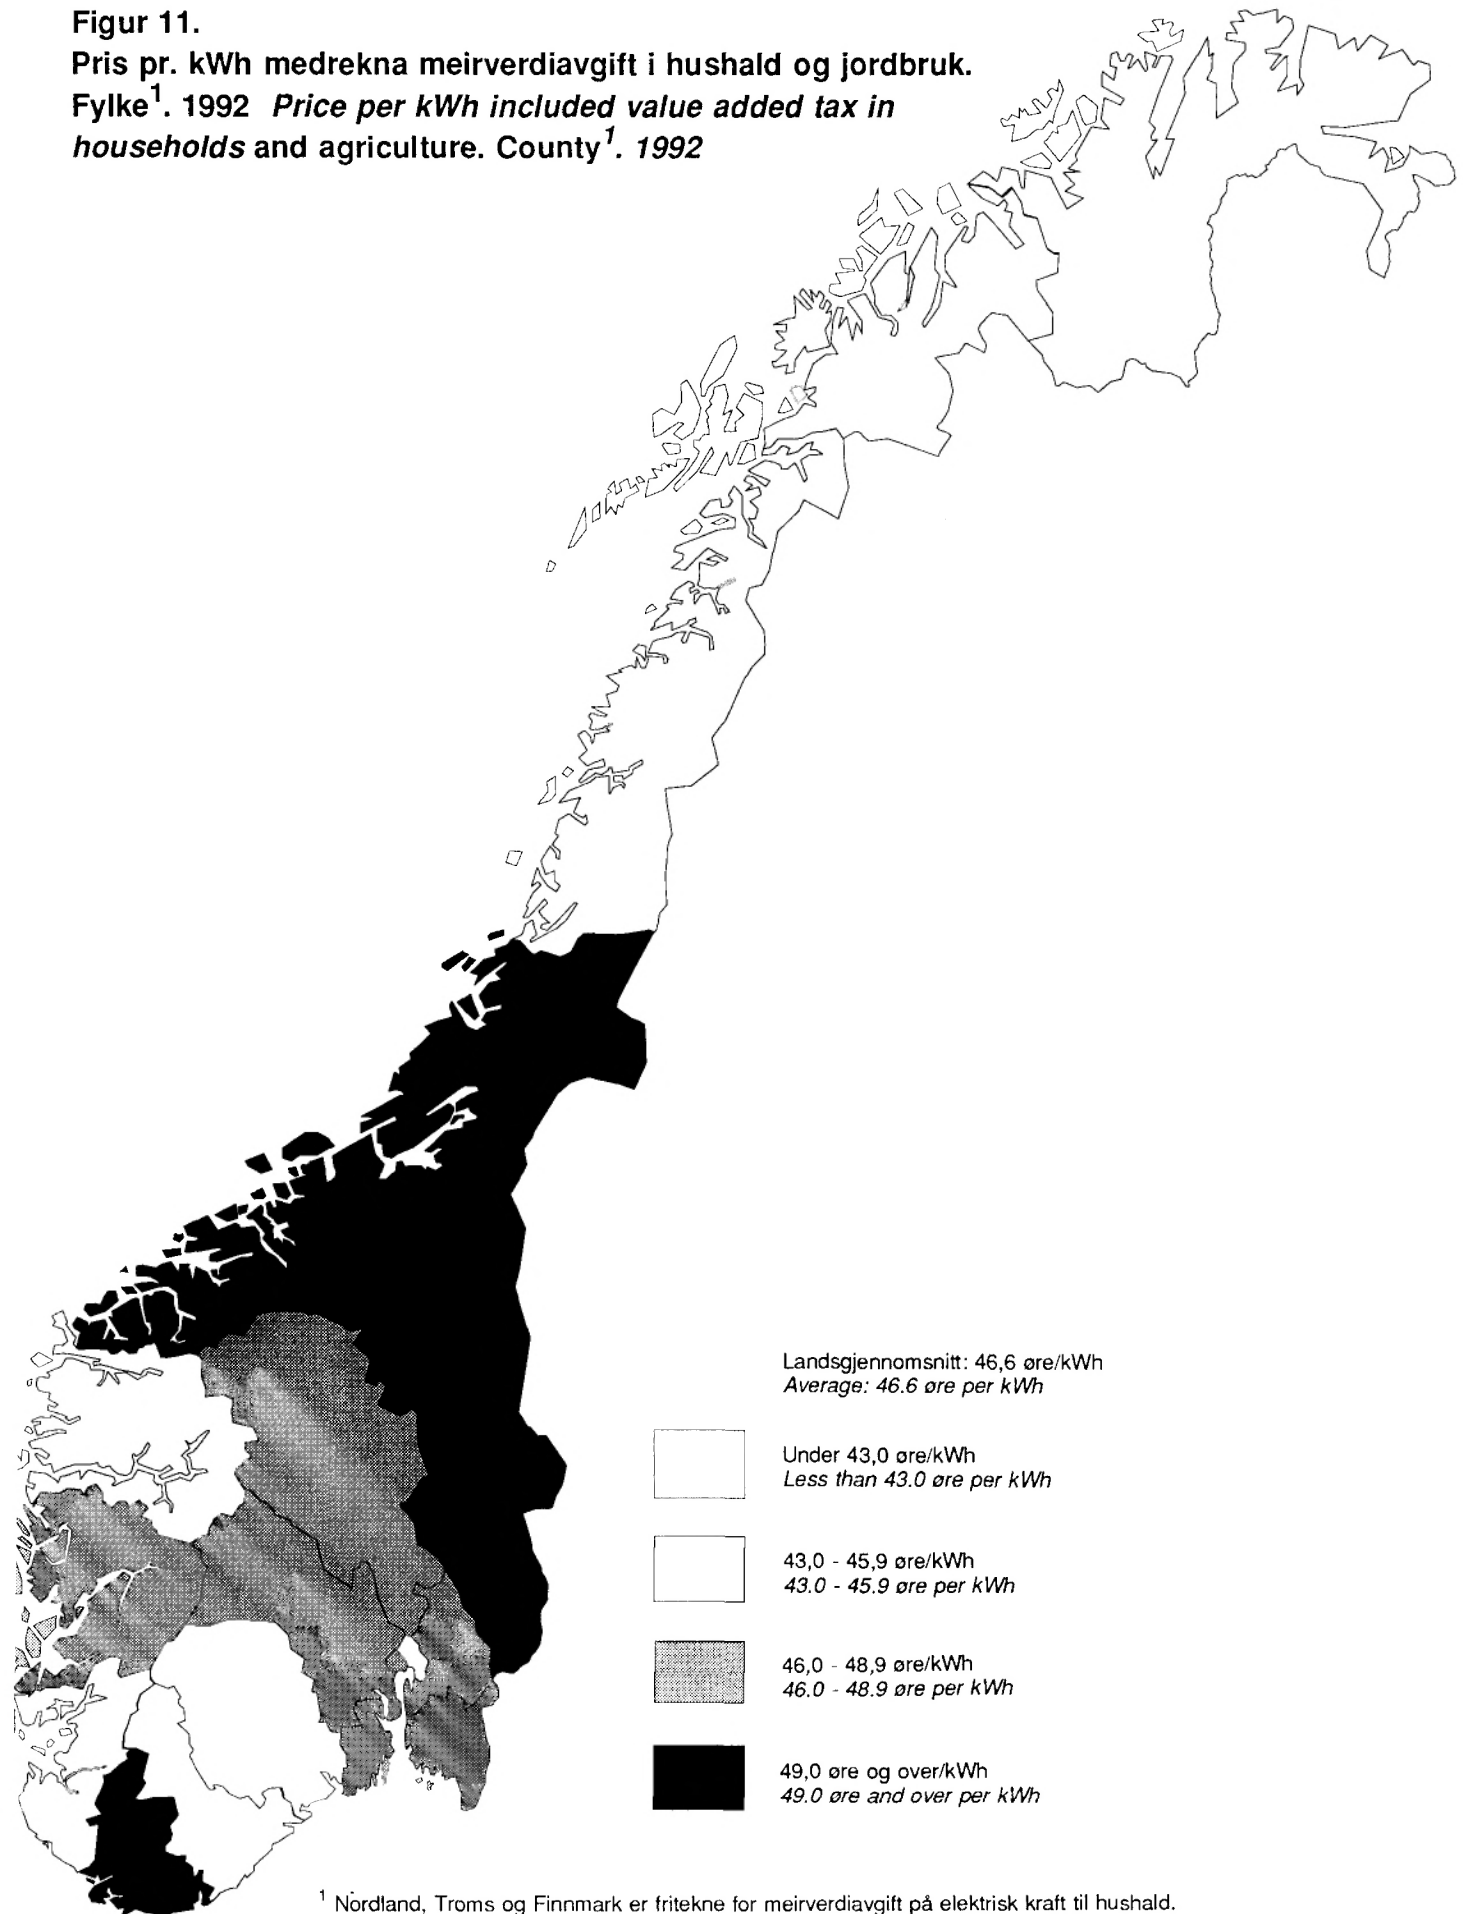 Figur 11.
Pris pr. kWh medrekna meirverdiavgift i hushald og jordbruk.
Fylke¹. 1992 Price per kWh included value added tax in
households and agriculture. County¹. 1992
Landsgjennomsnitt: 46,6 øre/kWh
Average: 46.6 øre per kWh
Under 43,0 øre/kWh
Less than 43.0 øre per kWh
43,0 - 45,9 øre/kWh
43.0 - 45.9 øre per kWh
46,0 - 48,9 øre/kWh
46.0 - 48.9 øre per kWh
49,0 øre og over/kWh
49.0 øre and over per kWh
¹ Nordland, Troms og Finnmark er fritekne for meirverdiavgift på elektrisk kraft til hushald.